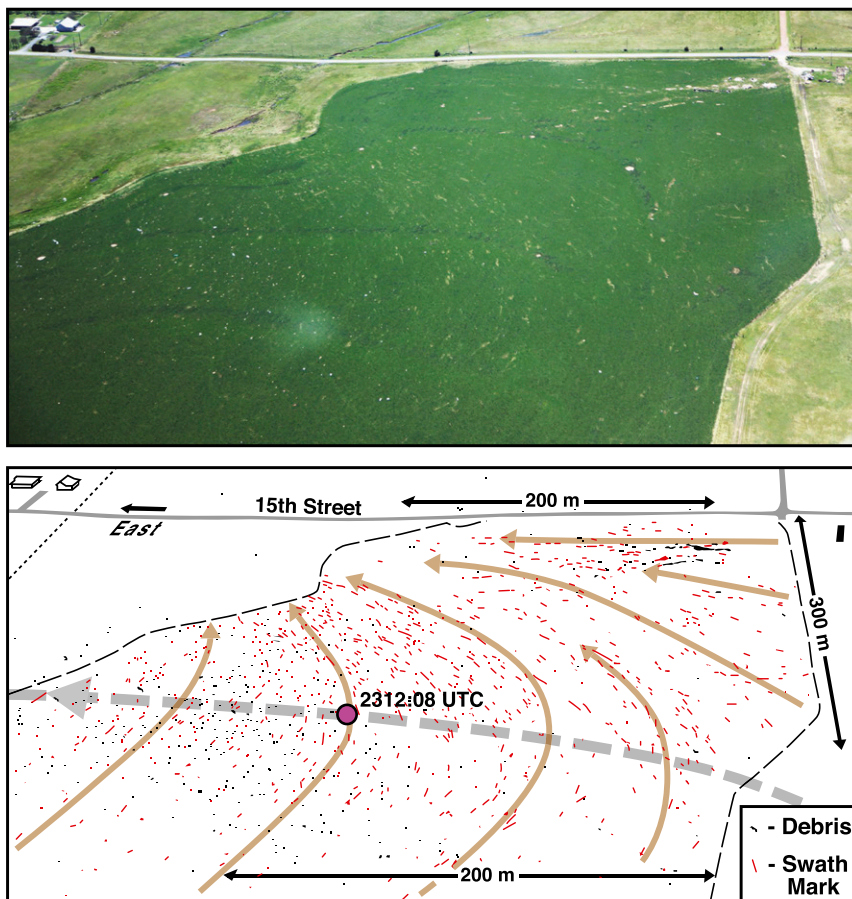 200 m
15th Street
East
300 m
2312:08 UTC
- Debris
- Swath
Mark
200 m